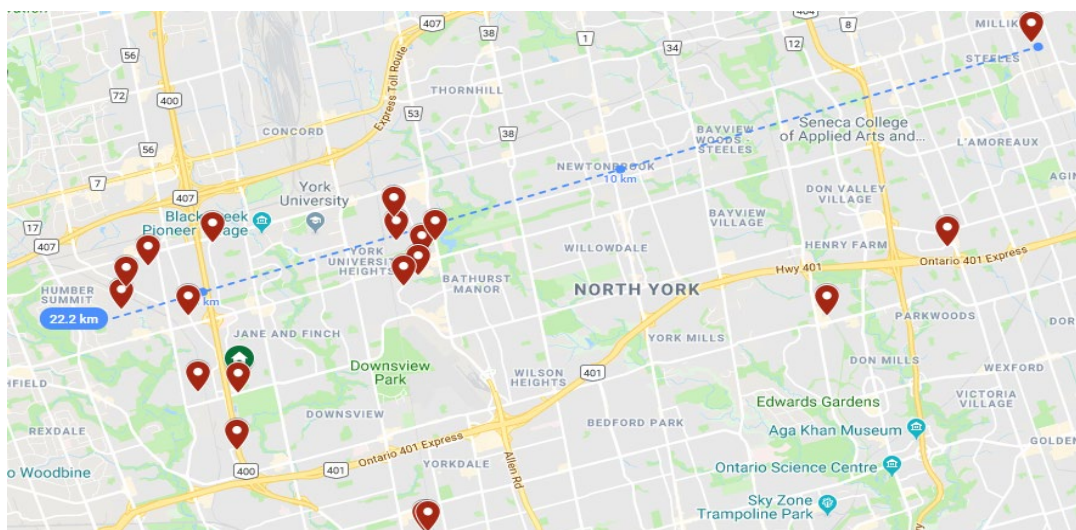 407
404
8
MILLIK
56
38
1
34
12
STEELES
400
Express Toll Route
THORNHILL
72
53
Seneca College
of Applied Arts and...
CONCORD
38
BAYVIEW
WOODS -
STEELES
L'AMOREAUX
56
NEWTONBROOK
10 km
7
407
York
University
DON VALLEY
VILLAGE
AGIN
17
Pioneer Village
BAYVIEW
VILLAGE
407
YORK
UNIVERSITY
HEIGHTS
WILLOWDALE
HENRY FARM
Ontario 401 Express
Hwy 401
BATHURST
MANOR
HUMBER
SUMMIT
NORTH YORK
km
22.2 km
PARKWOODS
DOR
JANE AND FINCH
YORK MILLS
Downsview
Park
WILSON
HEIGHTS
401
DON MILLS
WEXFORD
HFIELD
VICTORIA
VILLAGE
Edwards Gardens
DOWNSVIEW
BEDFORD PARK
REXDALE
Aga Khan Museum
GOLDEN
Ontario 401 Express
o Woodbine
400
401
YORKDALE
Allen Rd
Ontario Science Centre
Sky Zone
Trampoline Park